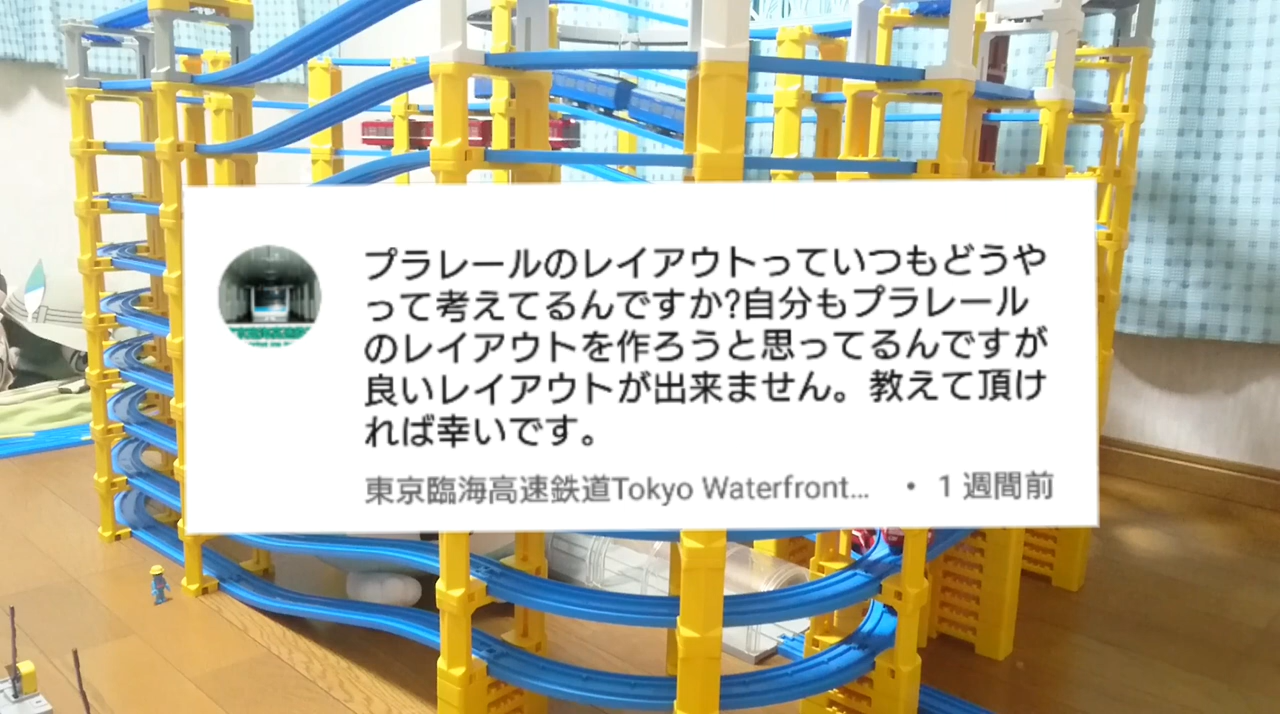 プラレールのレイアウトっていつもどうや
って考えてるんですか?自分もプラレール
のレイアウトを作ろうと思ってるんですが
良いレイアウトが出来ません。教えて頂け
れば幸いです。
東京臨海高速鉄道Tokyo Waterfront... • 1 週間前